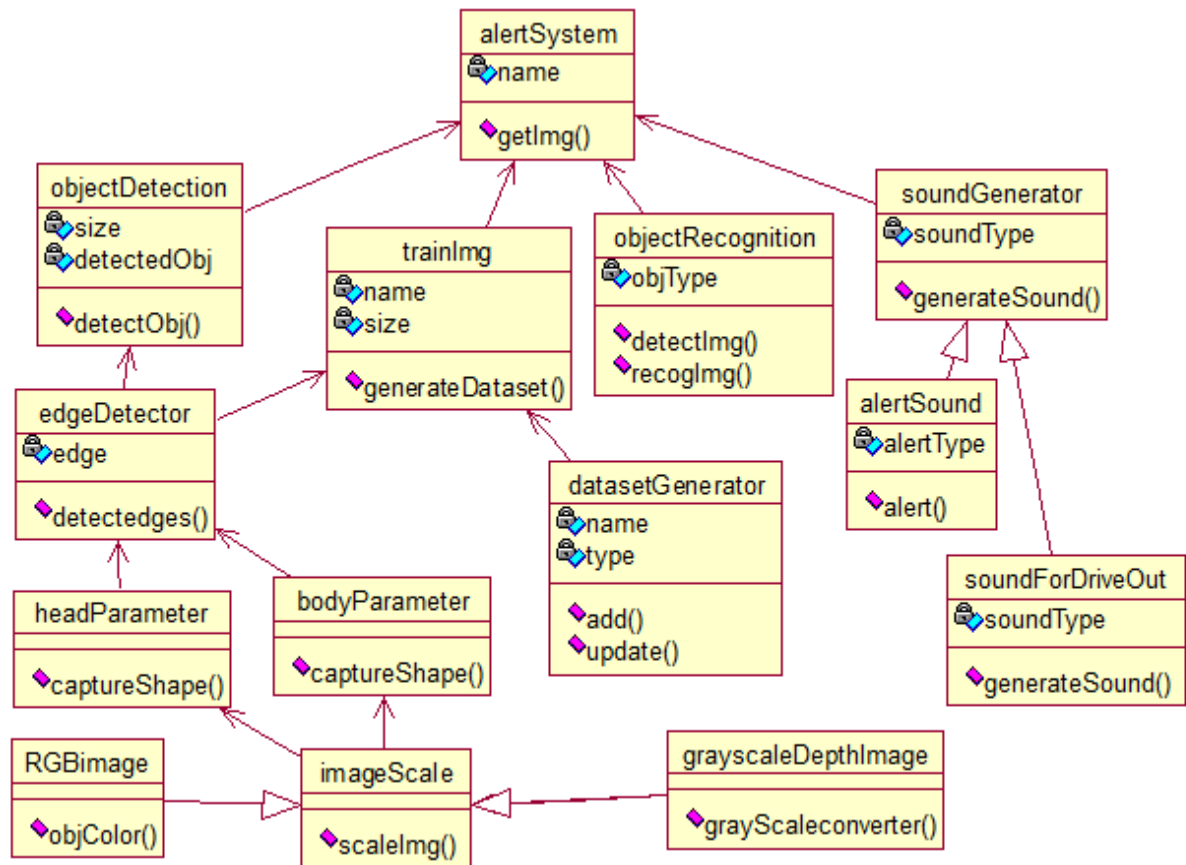 alertSystem
name
getImg()
objectDetection
size
detectedObj
detectObj()
trainImg
name
size
generateDataset()
objectRecognition
objType
detectImg()
recogImg()
soundGenerator
soundType
generateSound()
edgeDetector
edge
detectedges()
datasetGenerator
name
type
add()
update()
alertSound
alertType
alert()
headParameter
captureShape()
bodyParameter
captureShape()
soundForDriveOut
soundType
generateSound()
RGBimage
objColor()
imageScale
scaleImg()
grayscaleDepthImage
grayScaleconverter()